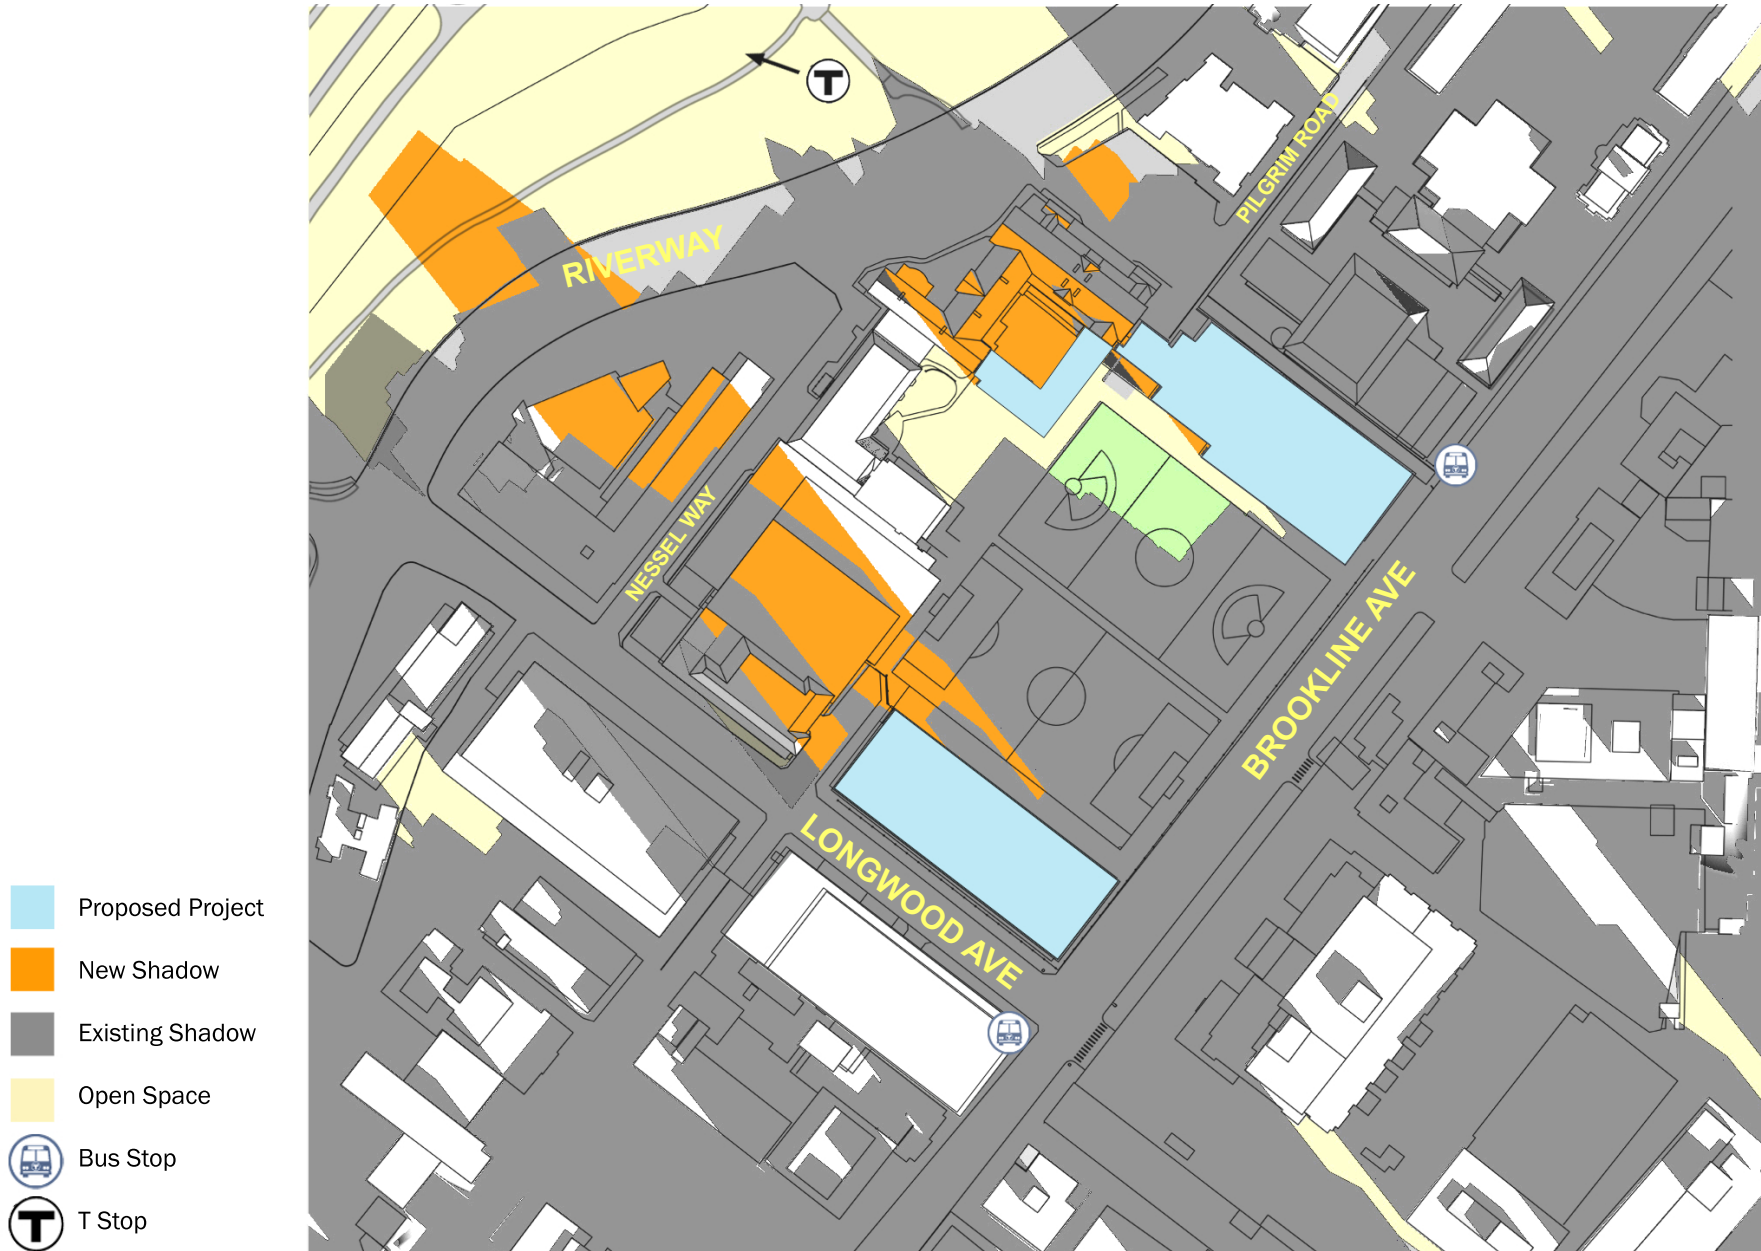 T
PILGRIM ROAD
RIVERWAY
NESSEL WAY
BROOKLINE AVE
LONGWOOD AVE
Proposed Project
New Shadow
Existing Shadow
Open Space
Bus Stop
T
T Stop